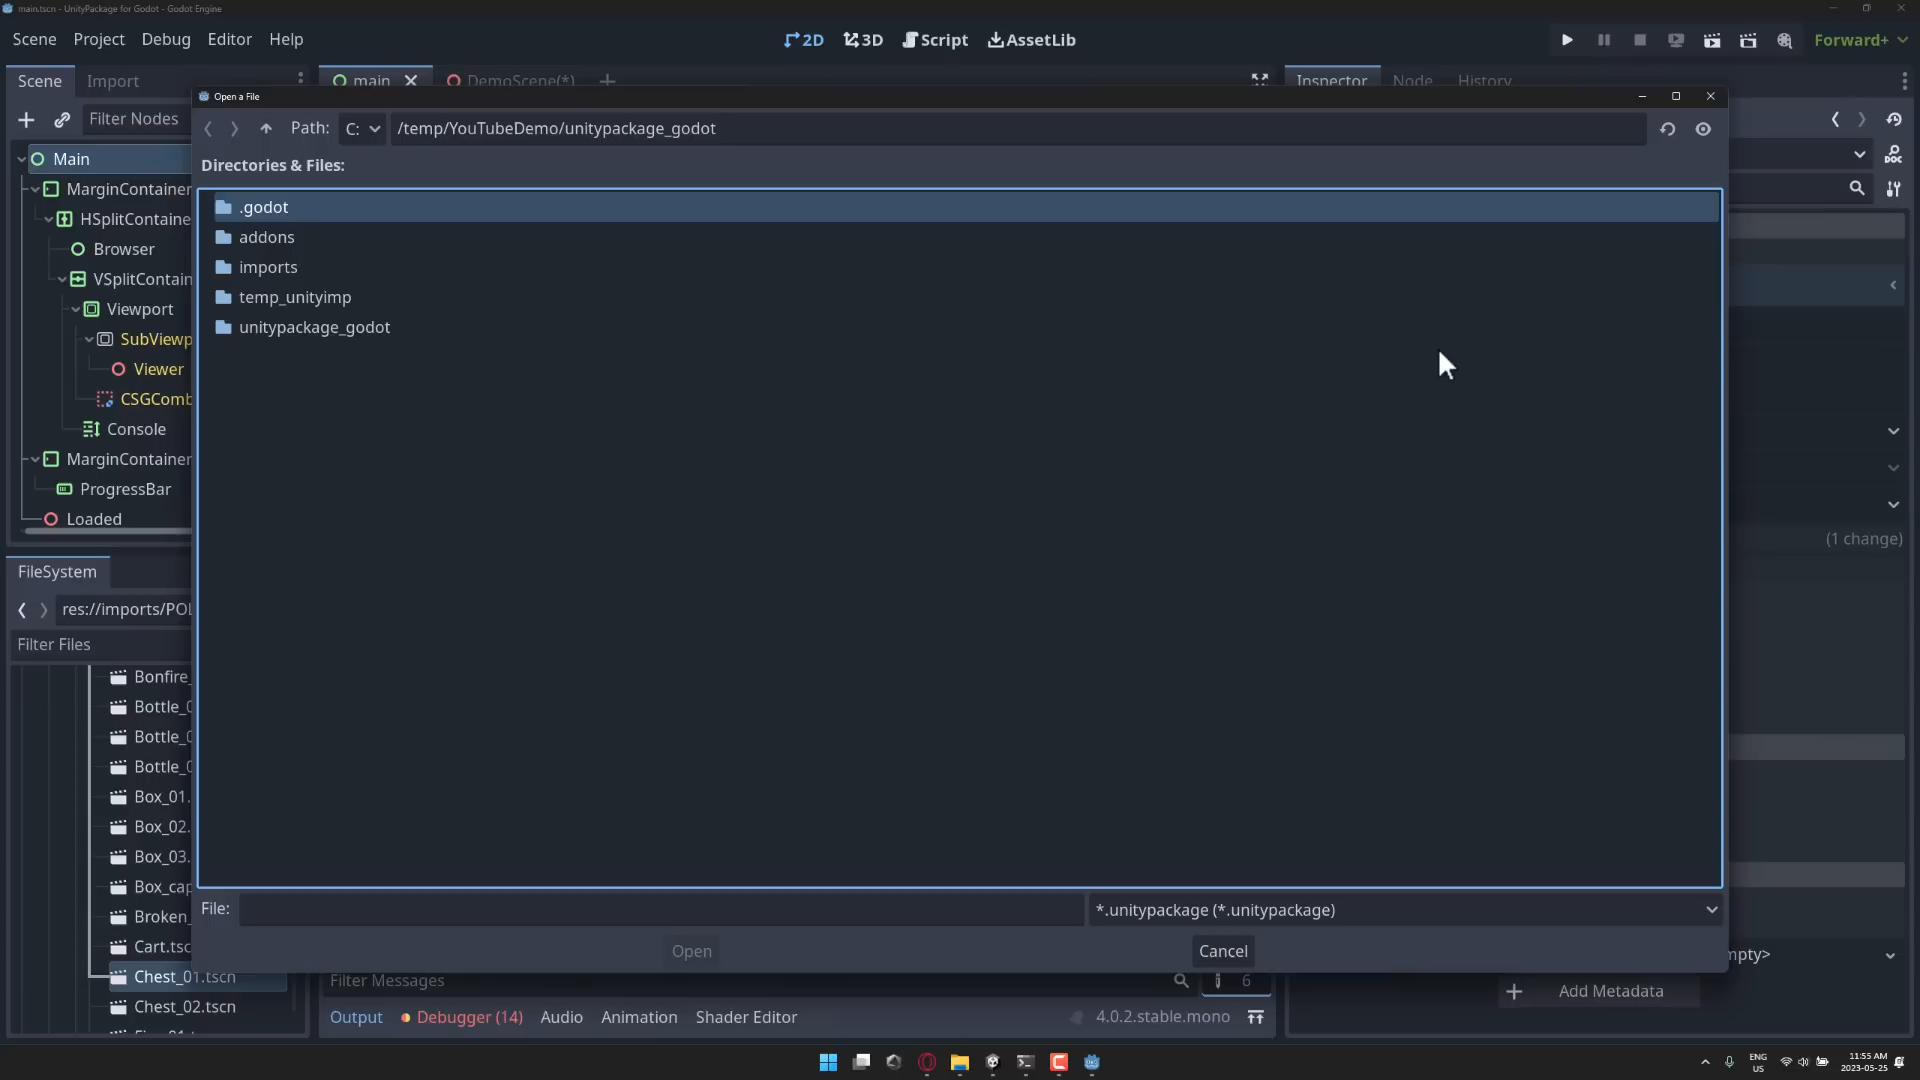 main.tscn - UnityPackage for Godot - Godot Engine
Scene Project Debug Editor Help
2D 3D Script AssetLib
Forward+
Scene Import
main DemoScene(*)
Inspector Node History
Filter Nodes
Open a File
Path: C: /temp/YouTubeDemo/unitypackage_godot
Directories & Files:
.godot
addons
imports
temp_unityimp
unitypackage_godot
Main
MarginContainer
HSplitContaine
Browser
VSplitContain
Viewport
SubViewp
Viewer
CSGComb
Console
MarginContainer
ProgressBar
Loaded
(1 change)
FileSystem
res://imports/POL
Filter Files
Bonfire_
Bottle_0
Bottle_0
Bottle_0
Box_01.
Box_02.
Box_03.
Box_cap
Broken_
Cart.tsc
Chest_01.tscn
Chest_02.tscn
File: *.unitypackage (*.unitypackage)
Open Cancel
mpty>
Filter Messages 6
Add Metadata
Output Debugger (14) Audio Animation Shader Editor 4.0.2.stable.mono
ENG
US
11:55 AM
2023-05-25